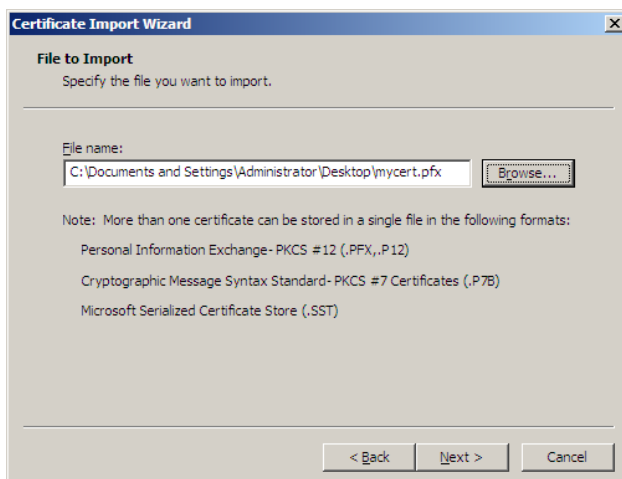 Certificate Import Wizard
File to Import
Specify the file you want to import.
File name:
C:\Documents and Settings\Administrator\Desktop\mycert.pfx
Browse...
Note: More than one certificate can be stored in a single file in the following formats:
Personal Information Exchange- PKCS #12 (.PFX,.P12)
Cryptographic Message Syntax Standard- PKCS #7 Certificates (.P7B)
Microsoft Serialized Certificate Store (.SST)
< Back
Next >
Cancel